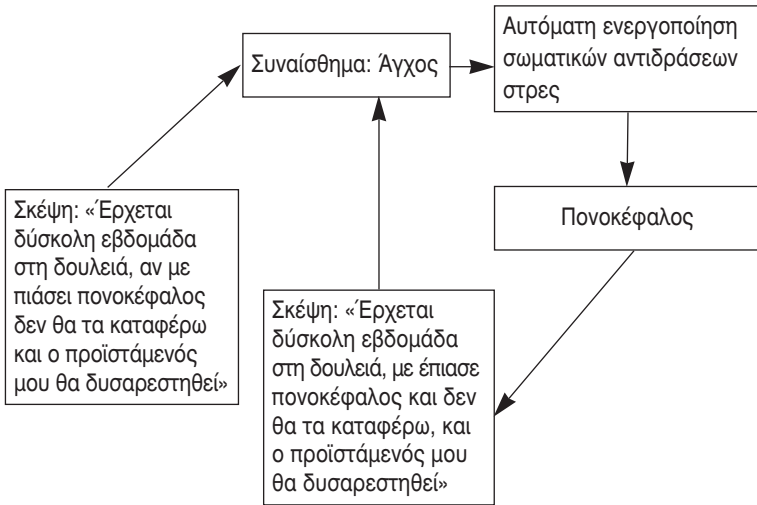 Συναίσθημα: Άγχος
Αυτόματη ενεργοποίηση
σωματικών αντιδράσεων
στρες
Πονοκέφαλος
Σκέψη: «Έρχεται
δύσκολη εβδομάδα
στη δουλειά, αν με
πιάσει πονοκέφαλος
δεν θα τα καταφέρω
και ο προϊστάμενός
μου θα δυσαρεστηθεί»
Σκέψη: «Έρχεται
δύσκολη εβδομάδα
στη δουλειά, με έπιασε
πονοκέφαλος και δεν
θα τα καταφέρω, και
ο προϊστάμενός μου
θα δυσαρεστηθεί»